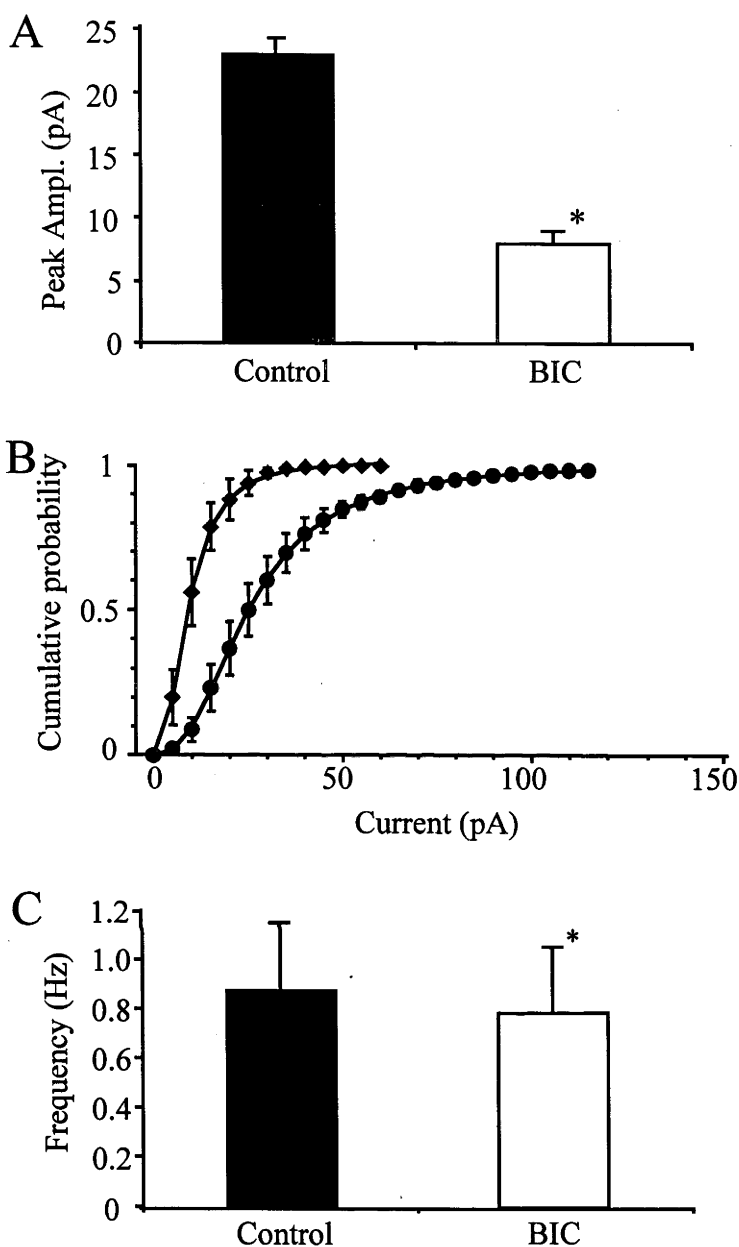 A
Peak Ampl. (pA)
25
20
15
10
5
0
*
Control
BIC
B
Cumulative probability
1
0.5
0
0
50
100
150
Current (pA)
C
Frequency (Hz)
1.2
1.0
0.8
0.6
0.4
0.2
0
*
Control
BIC